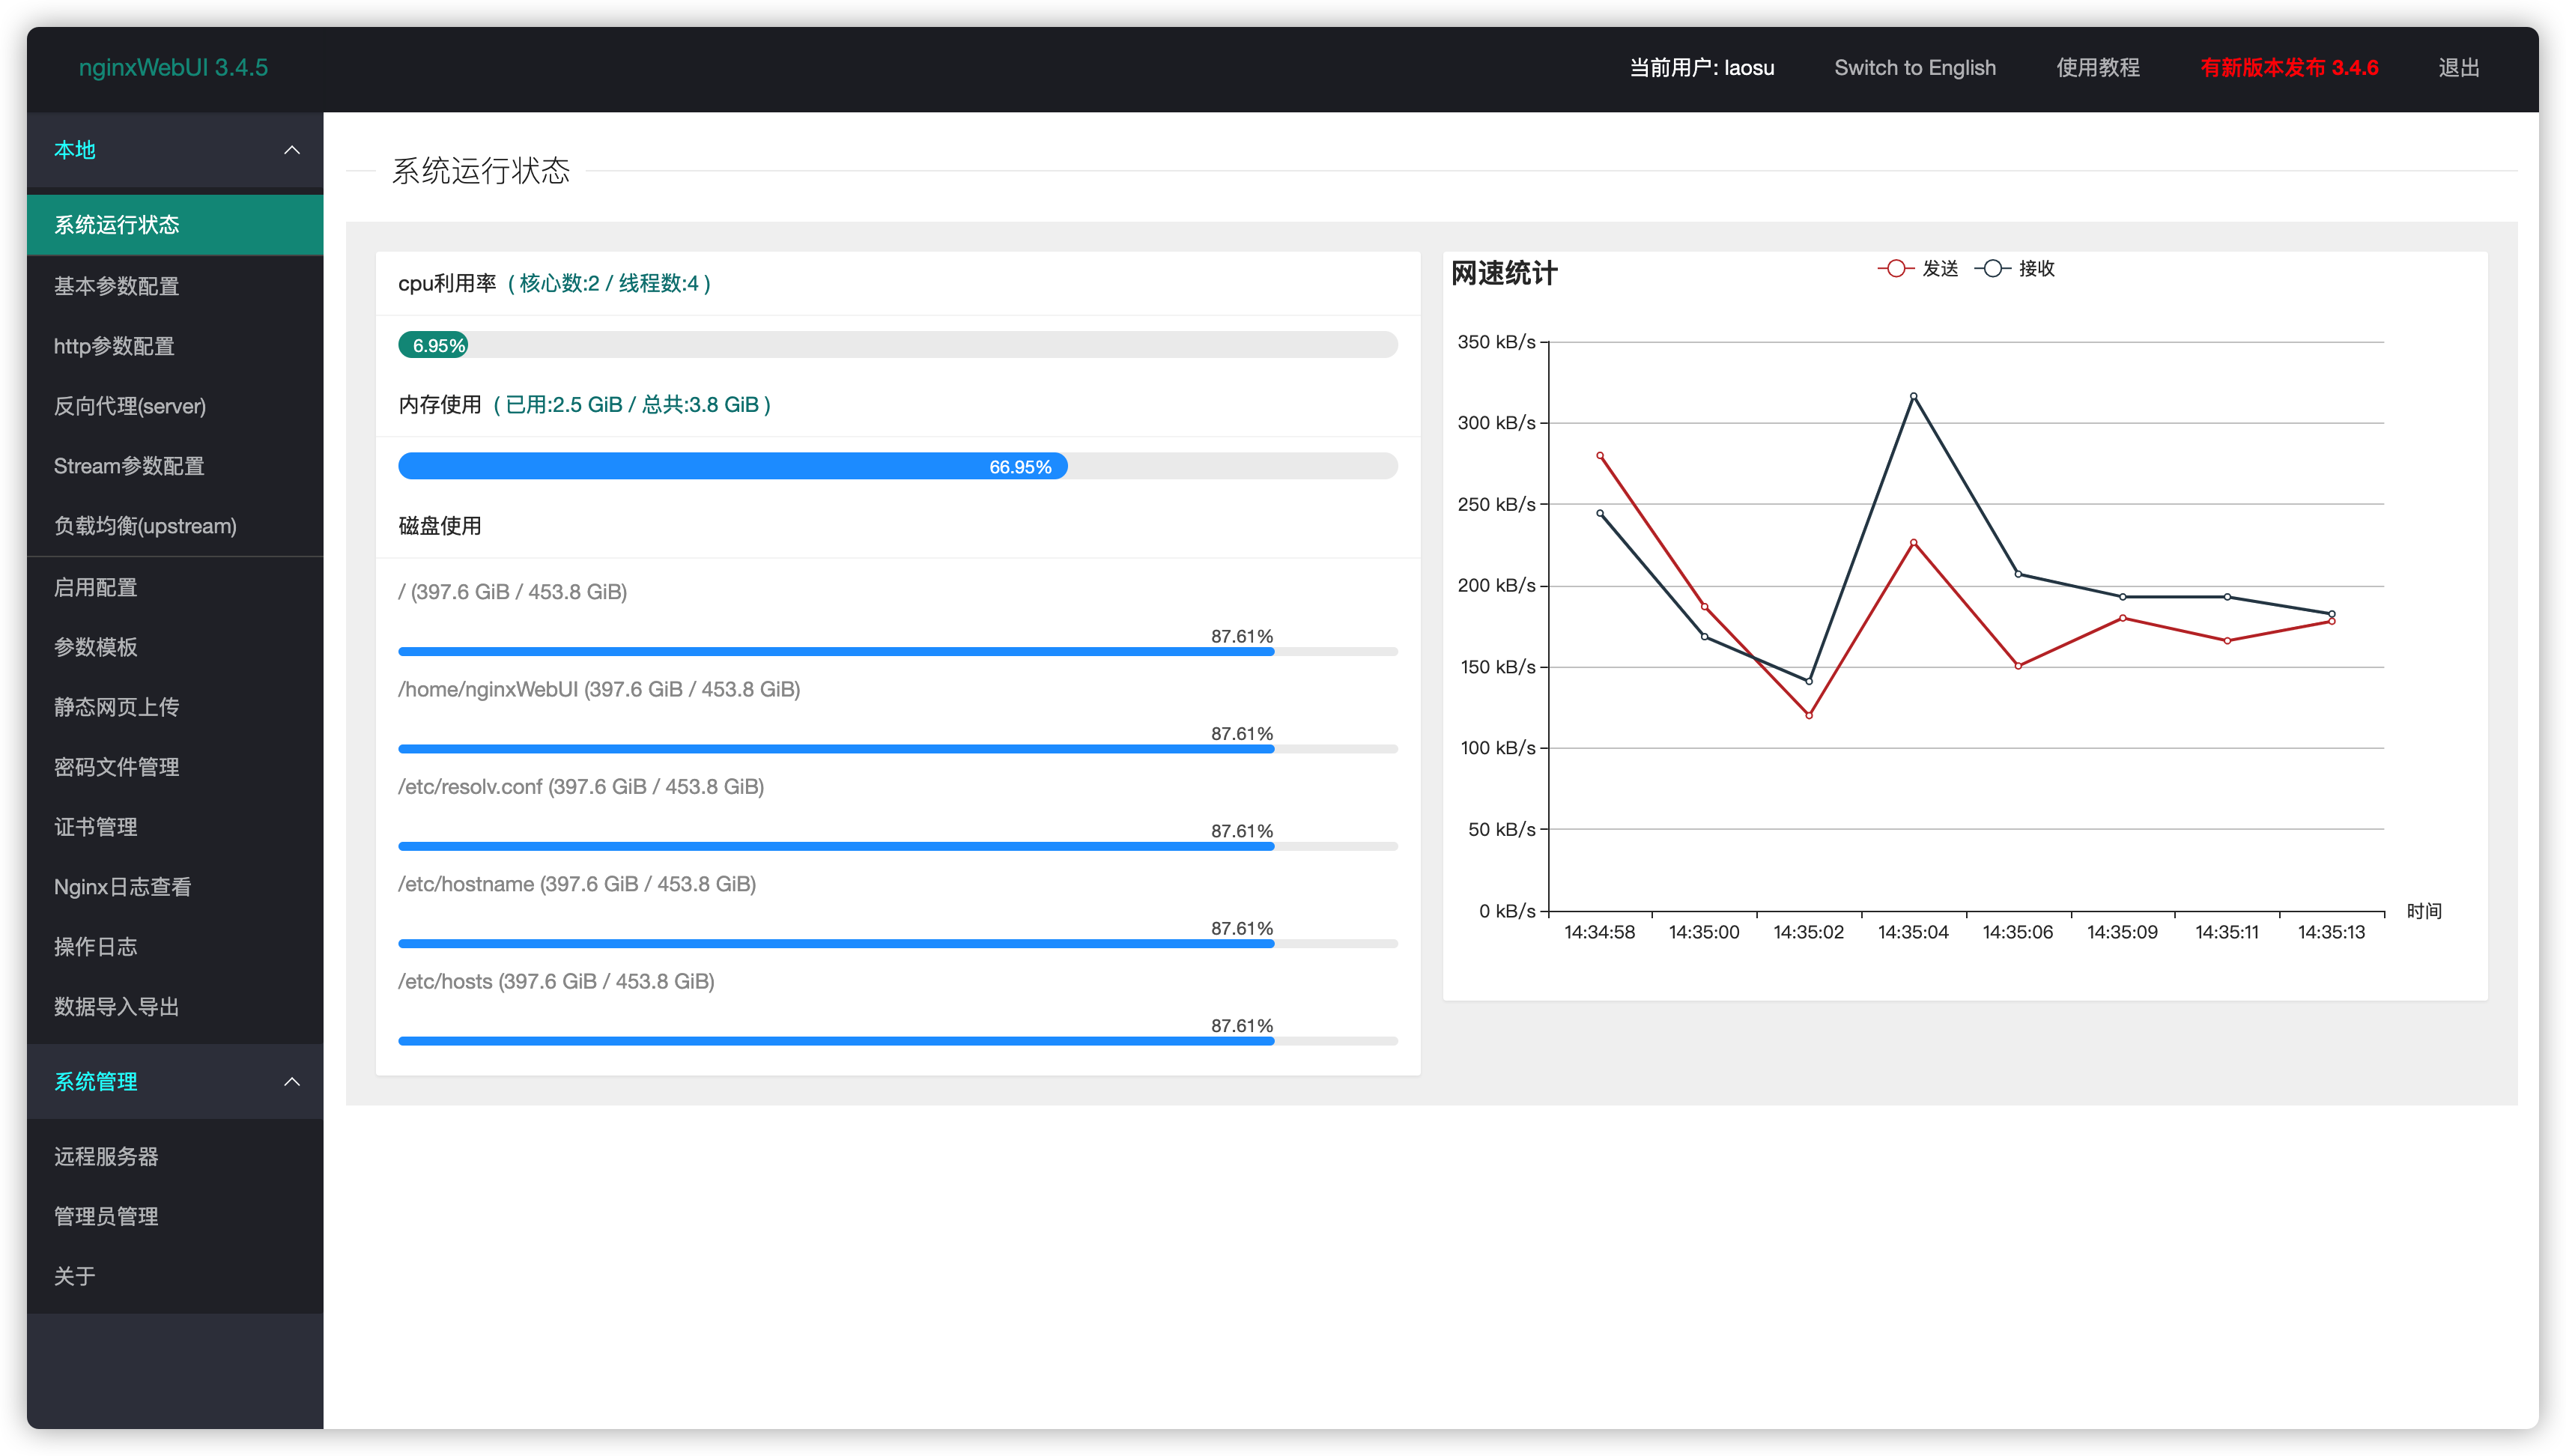 nginxWebUI 3.4.5
当前用户: laosu
Switch to English
使用教程
有新版本发布 3.4.6
退出
本地
系统运行状态
基本参数配置
http参数配置
反向代理(server)
Stream参数配置
负载均衡(upstream)
启用配置
参数模板
静态网页上传
密码文件管理
证书管理
Nginx日志查看
操作日志
数据导入导出
系统管理
远程服务器
管理员管理
关于
系统运行状态
cpu利用率 ( 核心数:2 / 线程数:4 )
6.95%
内存使用 ( 已用:2.5 GiB / 总共:3.8 GiB )
66.95%
磁盘使用
/ (397.6 GiB / 453.8 GiB)
87.61%
/home/nginxWebUI (397.6 GiB / 453.8 GiB)
87.61%
/etc/resolv.conf (397.6 GiB / 453.8 GiB)
87.61%
/etc/hostname (397.6 GiB / 453.8 GiB)
87.61%
/etc/hosts (397.6 GiB / 453.8 GiB)
87.61%
网速统计
发送
接收
350 kB/s
300 kB/s
250 kB/s
200 kB/s
150 kB/s
100 kB/s
50 kB/s
0 kB/s
时间
14:34:58
14:35:00
14:35:02
14:35:04
14:35:06
14:35:09
14:35:11
14:35:13